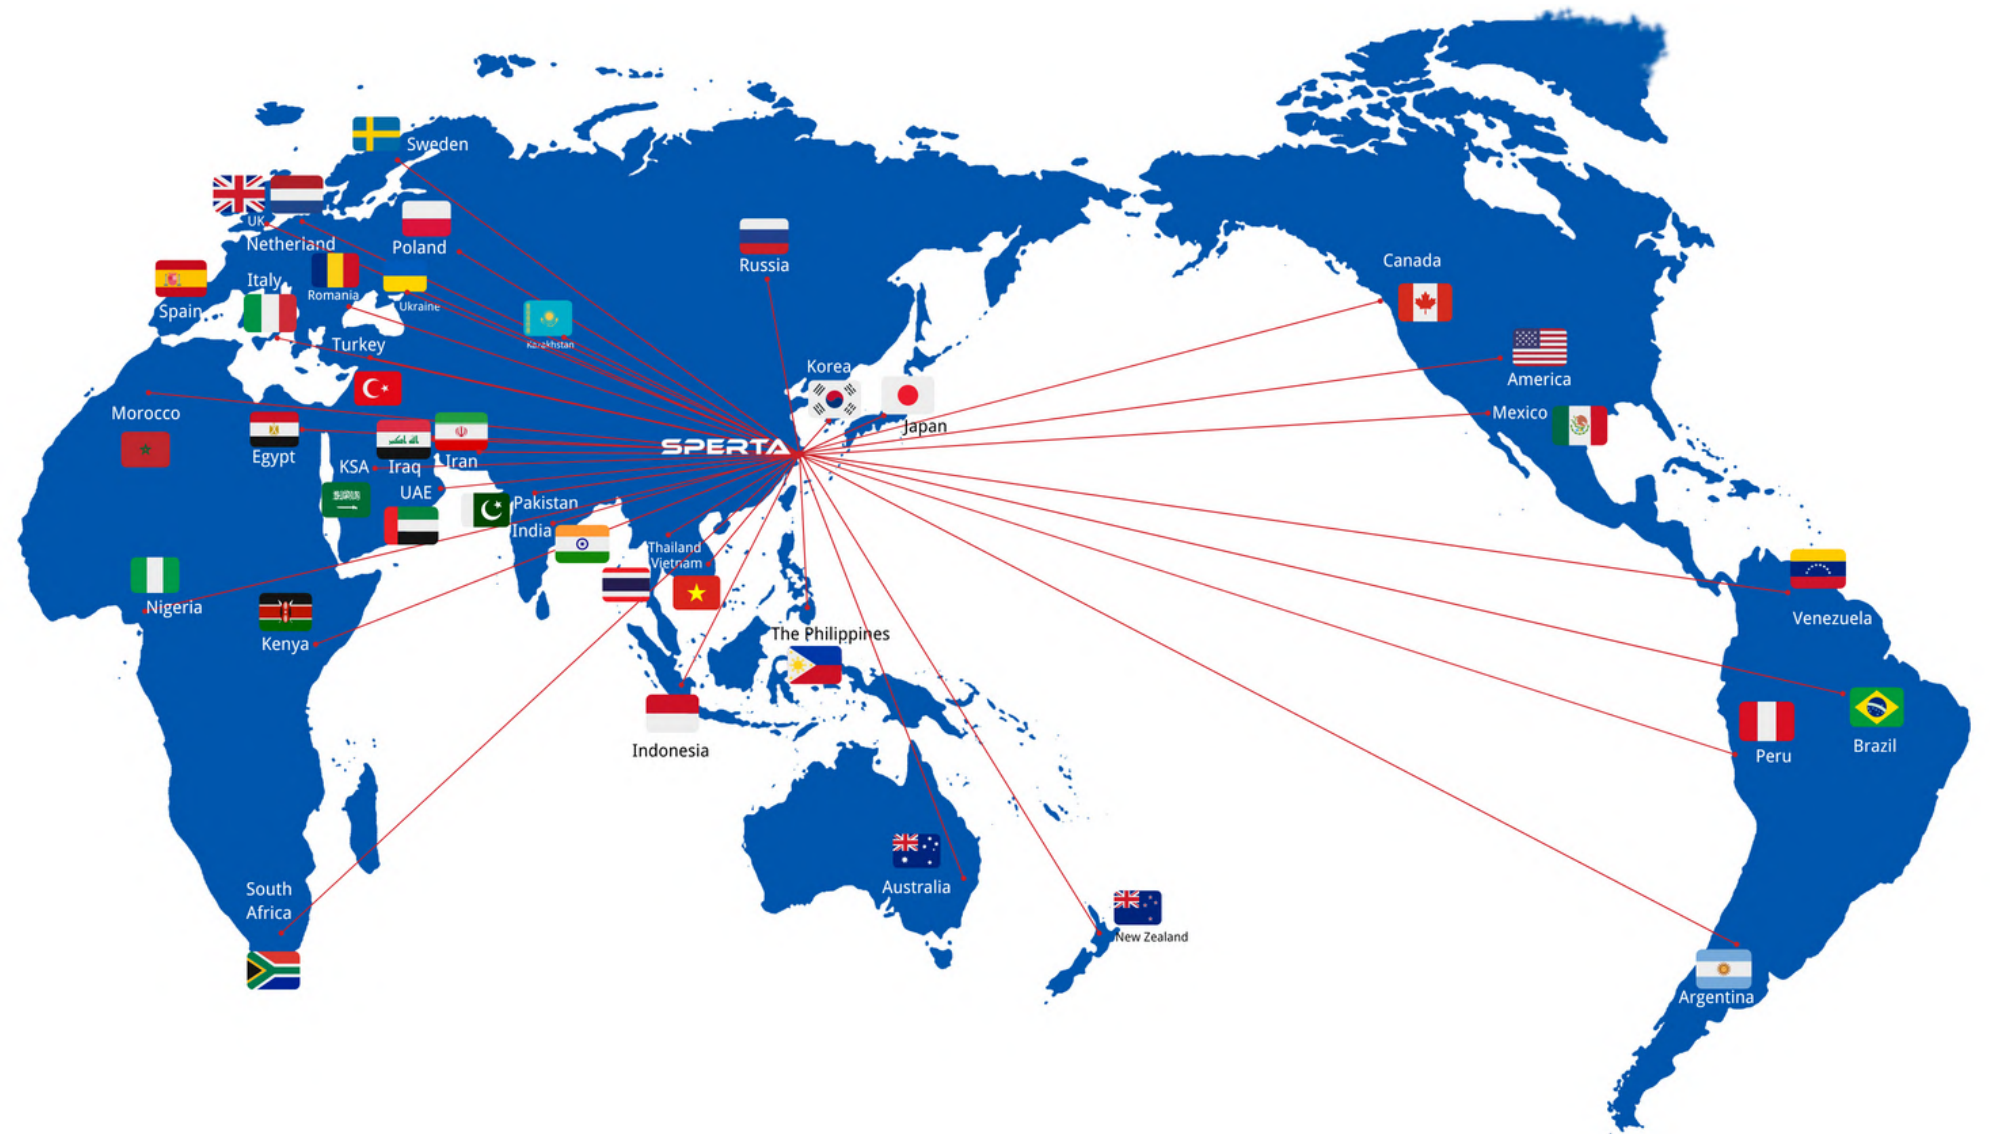 Sweden
UK
Netherland
Poland
Russia
Canada
Italy
Romania
Ukraine
Spain
Kazakhstan
Turkey
Korea
America
Morocco
Japan
Mexico
SPERTA
Egypt
KSA
Iraq
Iran
UAE
Pakistan
India
Thailand
Vietnam
Nigeria
Venezuela
Kenya
The Philippines
Indonesia
Brazil
Peru
South
Africa
Australia
New Zealand
Argentina